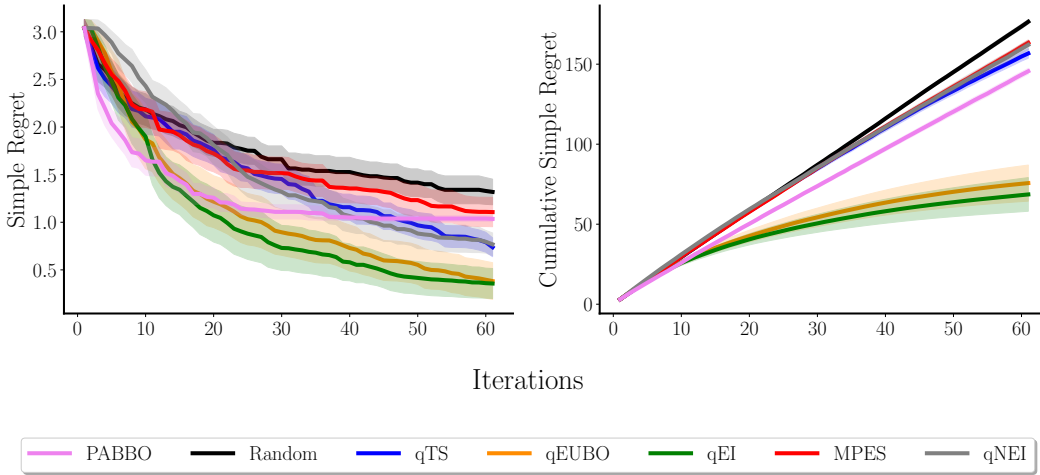 Simple Regret
3.0
2.5
2.0
1.5
1.0
0.5
0 10 20 30 40 50 60
Cumulative Simple Regret
150
100
50
0
0 10 20 30 40 50 60
Iterations
PABBO Random qTS qEUBO qEI MPES qNEI